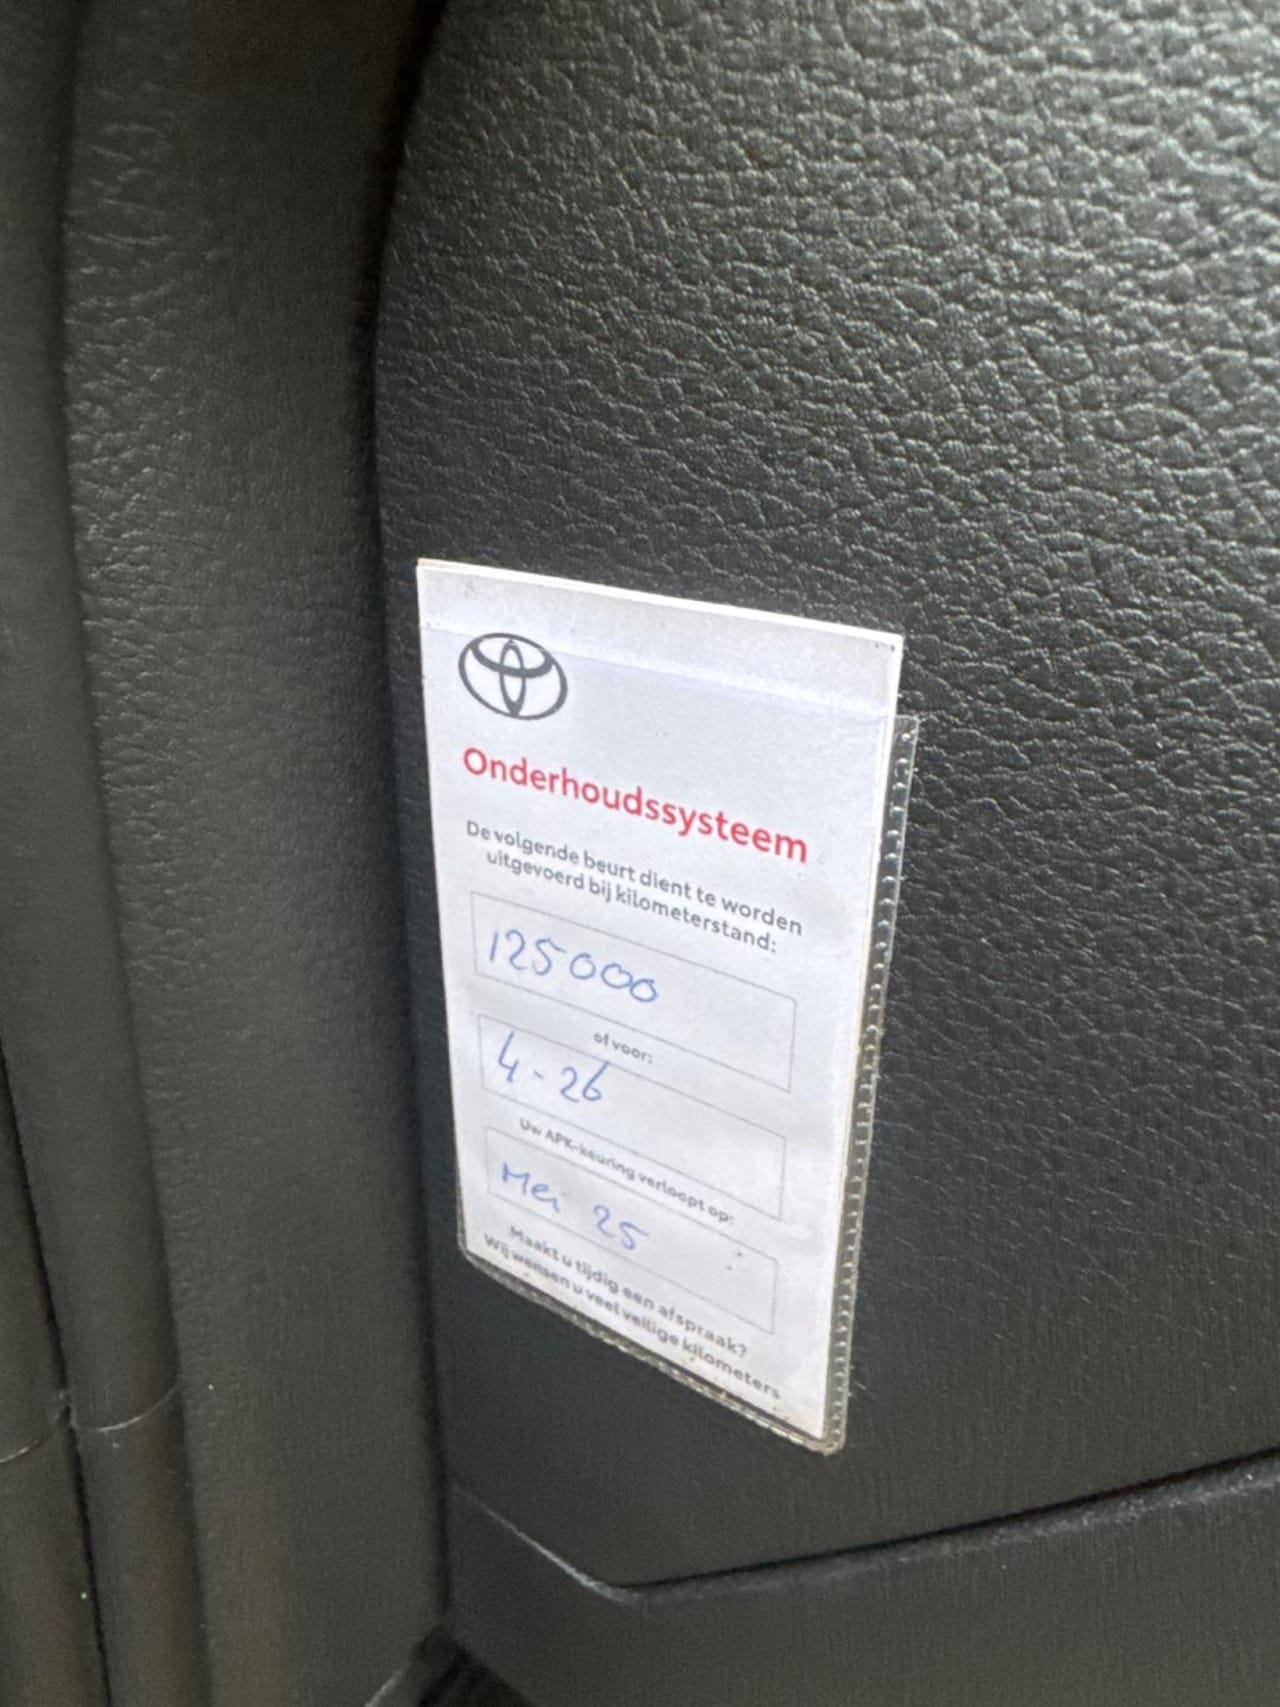 Onderhoudssysteem
De volgende beurt dient te worden
uitgevoerd bij kilometerstand:
125000
of voor:
4-26
Uw APK-keuring verloopt op:
Mei 25
Maakt u tijdig een afspraak?
Wij wensen u veel veilige kilometers